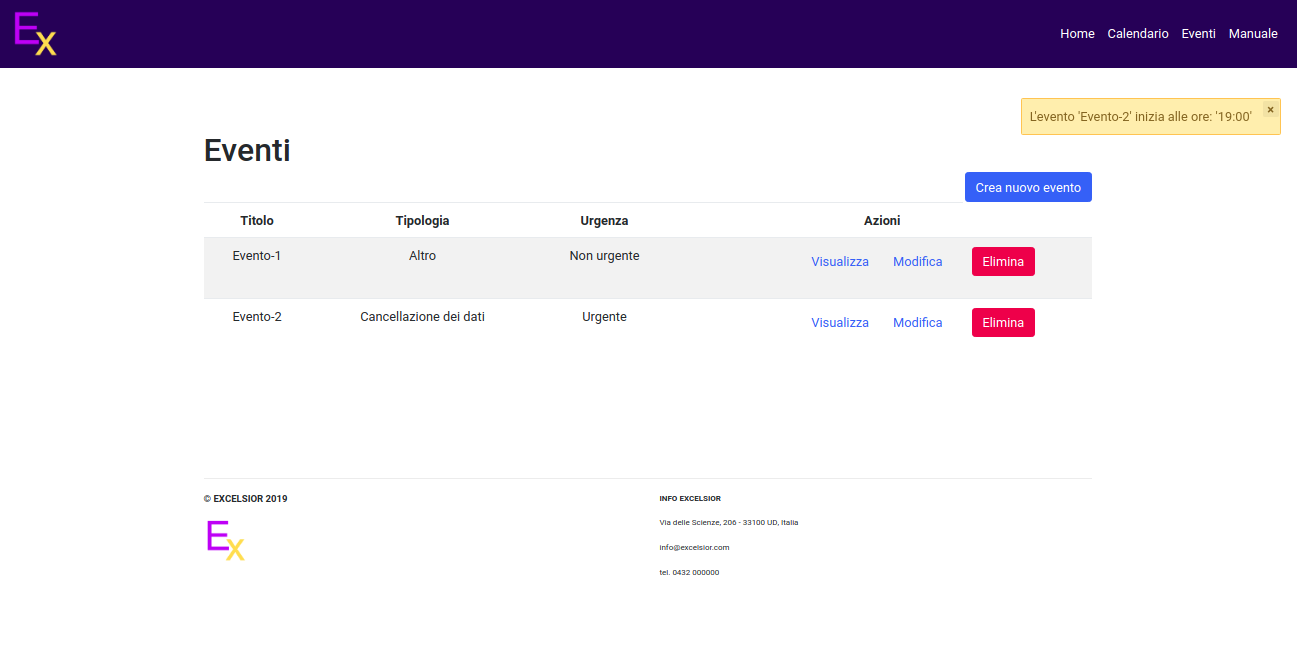 Ex
Home Calendario Eventi Manuale
L'evento 'Evento-2' inizia alle ore: '19:00' ×
Eventi
Crea nuovo evento
Titolo Tipologia Urgenza Azioni
Evento-1 Altro Non urgente Visualizza Modifica Elimina
Evento-2 Cancellazione dei dati Urgente Visualizza Modifica Elimina
© EXCELSIOR 2019
Ex
INFO EXCELSIOR
Via delle Scienze, 206 - 33100 UD, Italia
info@excelsior.com
tel. 0432 000000